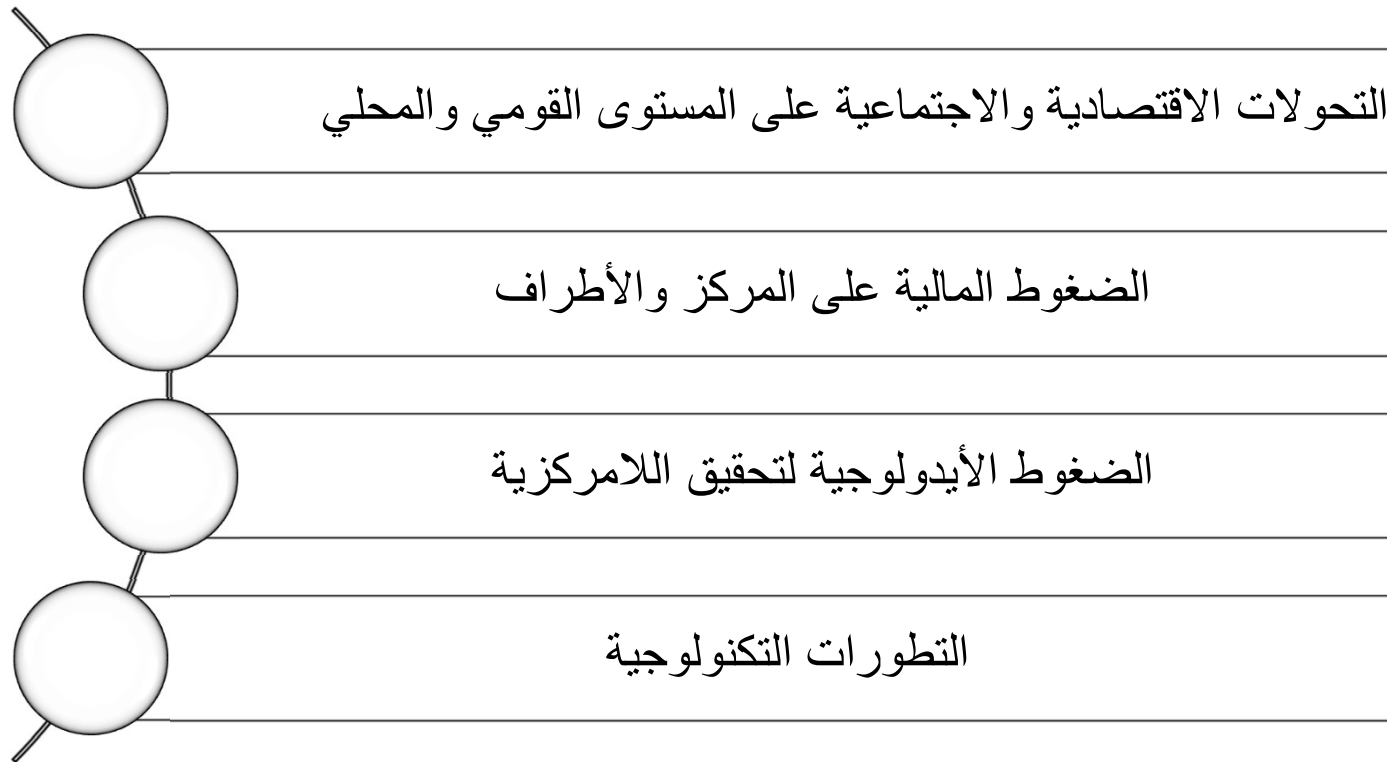 التحولات الاقتصادية والاجتماعية على المستوى القومي والمحلي
الضغوط المالية على المركز والأطراف
الضغوط الأيدولوجية لتحقيق اللامركزية
التطورات التكنولوجية